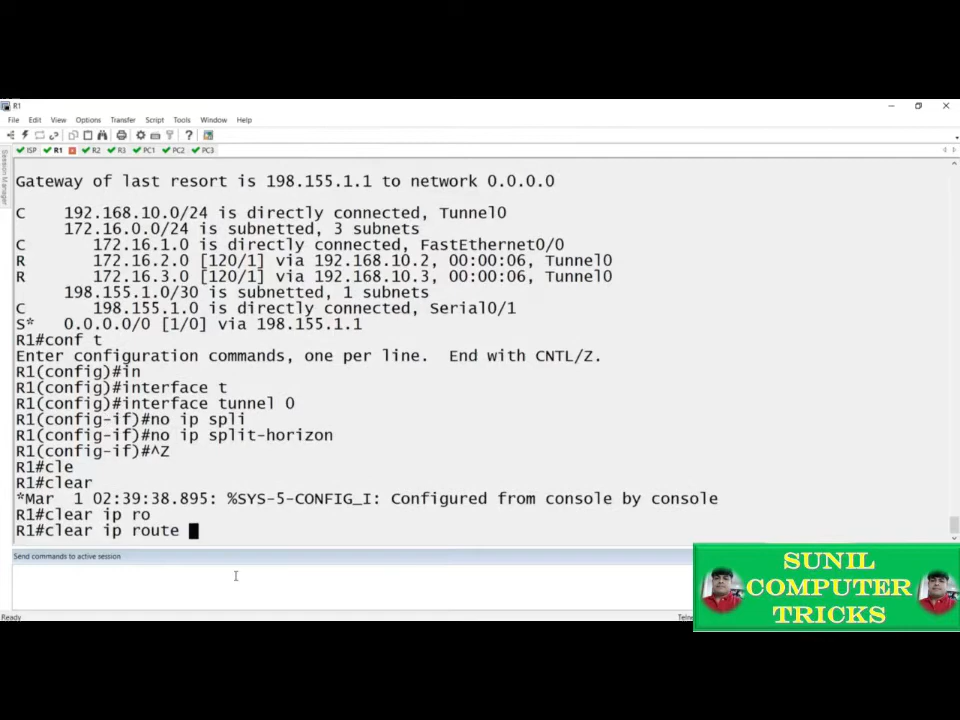 R1
File Edit View Options Transfer Script Tools Window Help
ISP R1 R2 R3 PC1 PC2 PC3
Session Manager
Gateway of last resort is 198.155.1.1 to network 0.0.0.0
C 192.168.10.0/24 is directly connected, Tunnel0
172.16.0.0/24 is subnetted, 3 subnets
C 172.16.1.0 is directly connected, FastEthernet0/0
R 172.16.2.0 [120/1] via 192.168.10.2, 00:00:06, Tunnel0
R 172.16.3.0 [120/1] via 192.168.10.3, 00:00:06, Tunnel0
198.155.1.0/30 is subnetted, 1 subnets
C 198.155.1.0 is directly connected, Serial0/1
S* 0.0.0.0/0 [1/0] via 198.155.1.1
R1#conf t
Enter configuration commands, one per line. End with CNTL/Z.
R1(config)#in
R1(config)#interface t
R1(config)#interface tunnel 0
R1(config-if)#no ip spli
R1(config-if)#no ip split-horizon
R1(config-if)#^Z
R1#cle
R1#clear
*Mar 1 02:39:38.895: %SYS-5-CONFIG_I: Configured from console by console
R1#clear ip ro
R1#clear ip route
Send commands to active session
Ready
SUNIL
COMPUTER
TRICKS